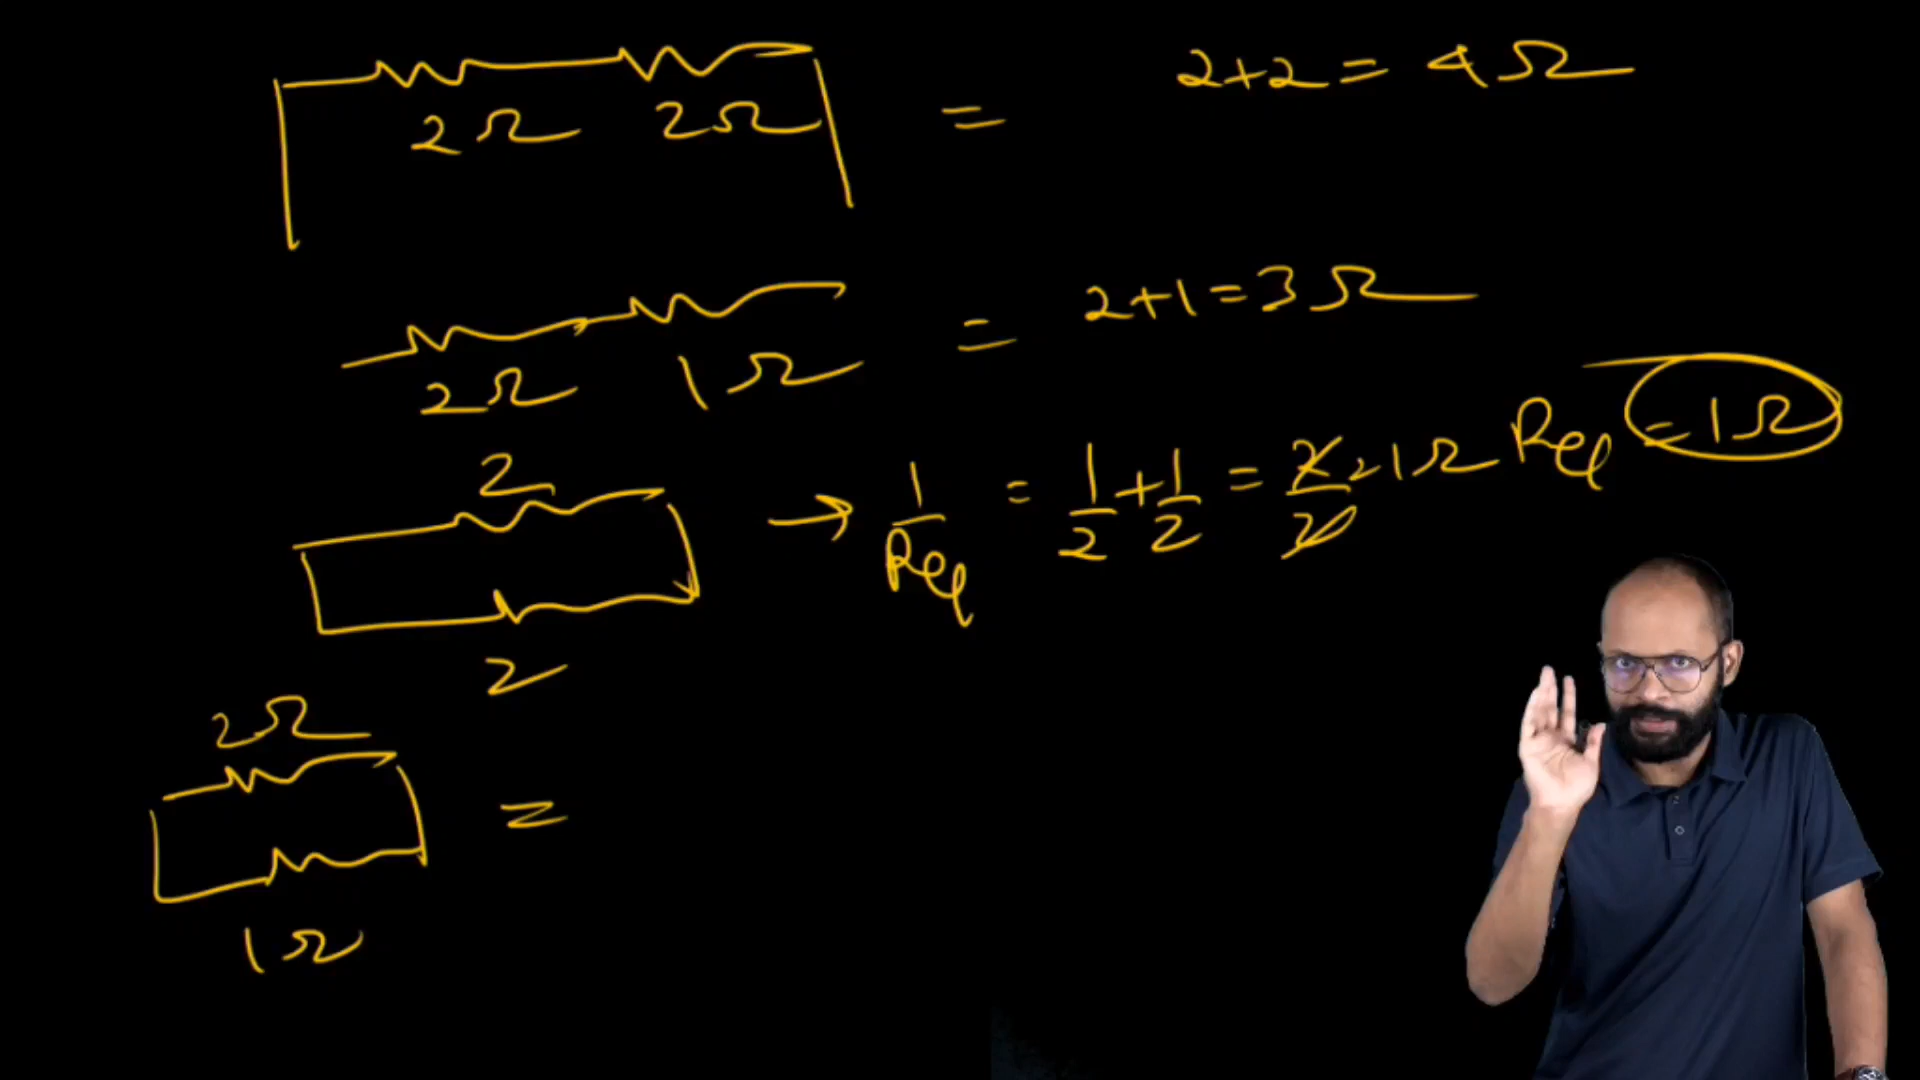 2Ω 2Ω = 2+2 = 4Ω
2Ω 1Ω = 2+1=3Ω
2
2
→ 1/Req = 1/2 + 1/2 = 2/2 = 1Ω Req = 1Ω
2Ω
1Ω
=